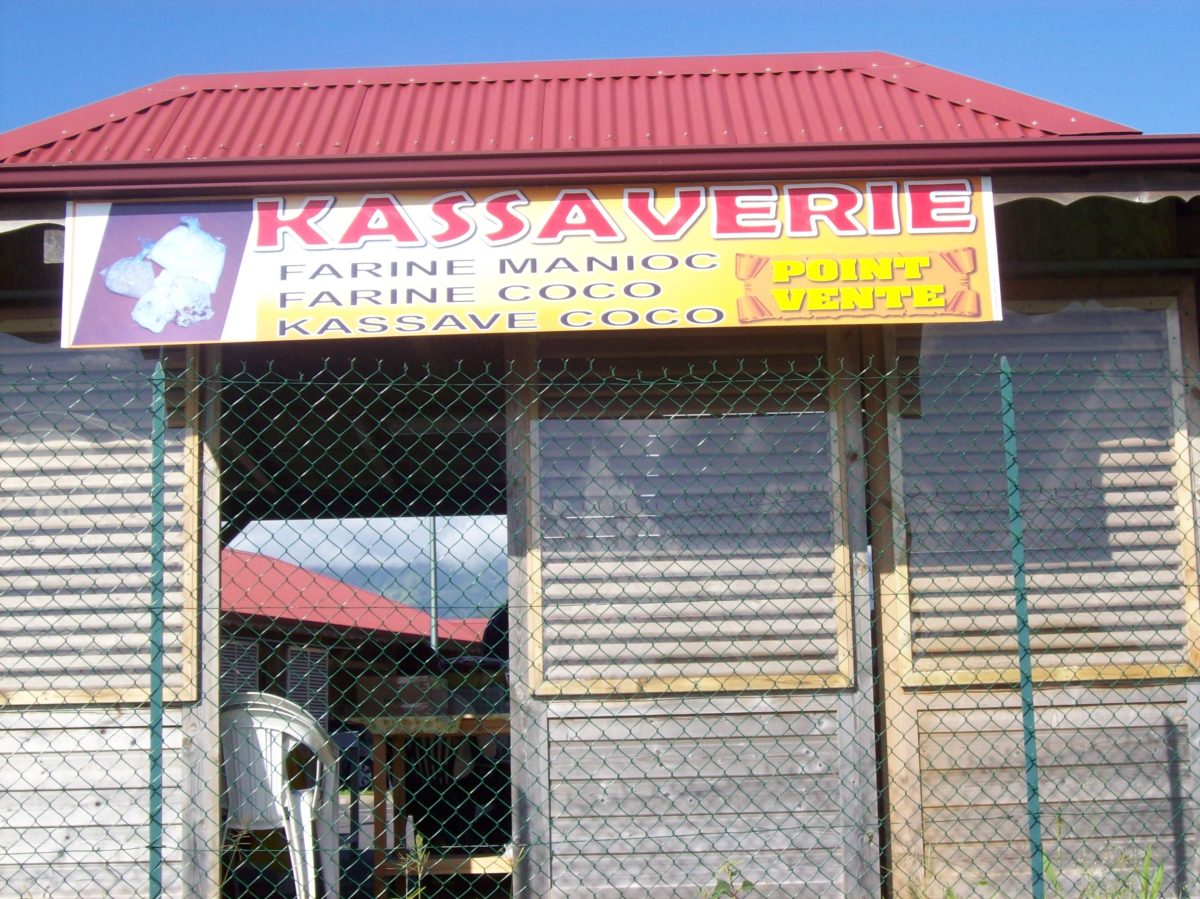 KASSAVERIE
FARINE MANIOC
FARINE COCO
KASSAVE COCO
POINT
VENTE